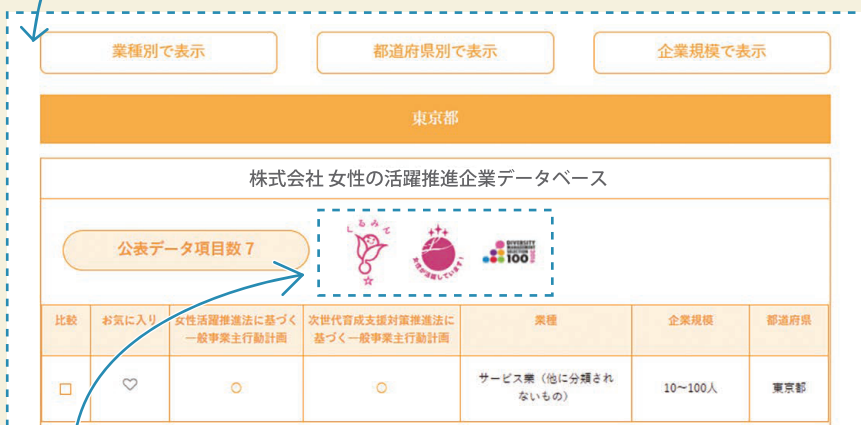 業種別で表示
都道府県別で表示
企業規模で表示
東京都
株式会社 女性の活躍推進企業データベース
公表データ項目数 7
くるみん
女性が活躍しています!
DIVERSITY
MANAGEMENT
SELECTION
100
比較
お気に入り
女性活躍推進法に基づく
一般事業主行動計画
次世代育成支援対策推進法に
基づく一般事業主行動計画
業種
企業規模
都道府県
サービス業(他に分類され
ないもの)
10〜100人
東京都